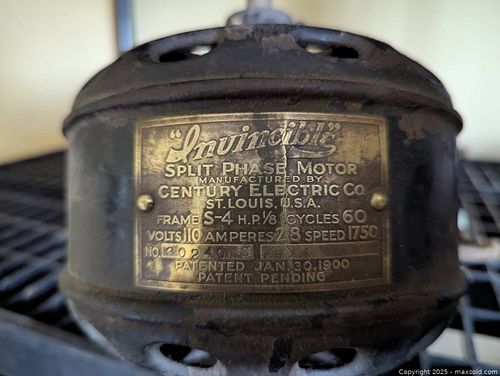 "Invincible"
SPLIT PHASE MOTOR
MANUFACTURED BY
CENTURY ELECTRIC CO
ST. LOUIS, U.S.A.
FRAME S-4 H.P. 1/8 CYCLES 60
VOLTS 110 AMPERES 2.8 SPEED 1750
NO.
PATENTED JAN. 30, 1900
PATENT PENDING
Copyright © 2025 - maxsold.com